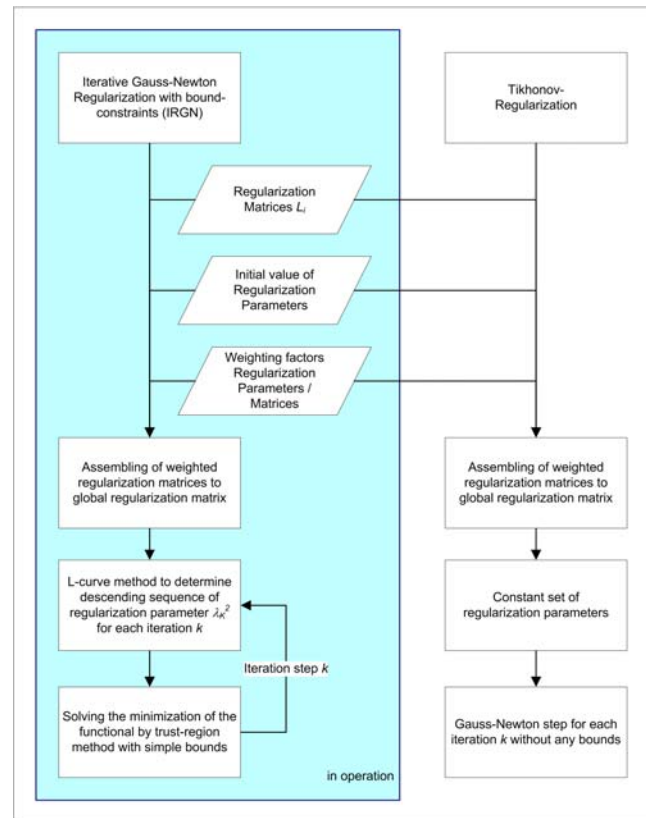 Iterative Gauss-Newton
Regularization with bound-
constraints (IRGN)
Tikhonov-
Regularization
Regularization
Matrices Li
Initial value of
Regularization
Parameters
Weighting factors
Regularization
Parameters /
Matrices
Assembling of weighted
regularization matrices to
global regularization matrix
Assembling of weighted
regularization matrices to
global regularization matrix
L-curve method to determine
descending sequence of
regularization parameter λK²
for each iteration k
Constant set of
regularization parameters
Iteration step k
Solving the minimization of the
functional by trust-region
method with simple bounds
Gauss-Newton step for each
iteration k without any bounds
in operation